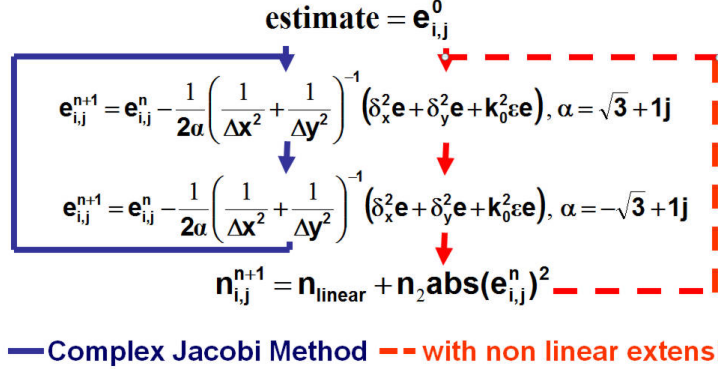 estimate = e⁰ᵢ,ⱼ
eⁿ⁺¹ᵢ,ⱼ = eⁿᵢ,ⱼ − 1/2α (1/Δx² + 1/Δy²)⁻¹ (δ²ₓe + δ²ᵧe + k²₀εe), α = √3 + 1j
eⁿ⁺¹ᵢ,ⱼ = eⁿᵢ,ⱼ − 1/2α (1/Δx² + 1/Δy²)⁻¹ (δ²ₓe + δ²ᵧe + k²₀εe), α = −√3 + 1j
nⁿ⁺¹ᵢ,ⱼ = n_linear + n₂abs(eⁿᵢ,ⱼ)²
Complex Jacobi Method with non linear extens